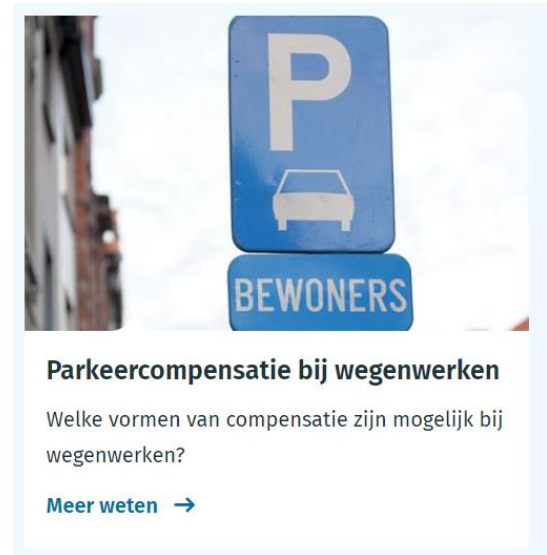 P
BEWONERS
Parkeercompensatie bij wegenwerken
Welke vormen van compensatie zijn mogelijk bij
wegenwerken?
Meer weten →